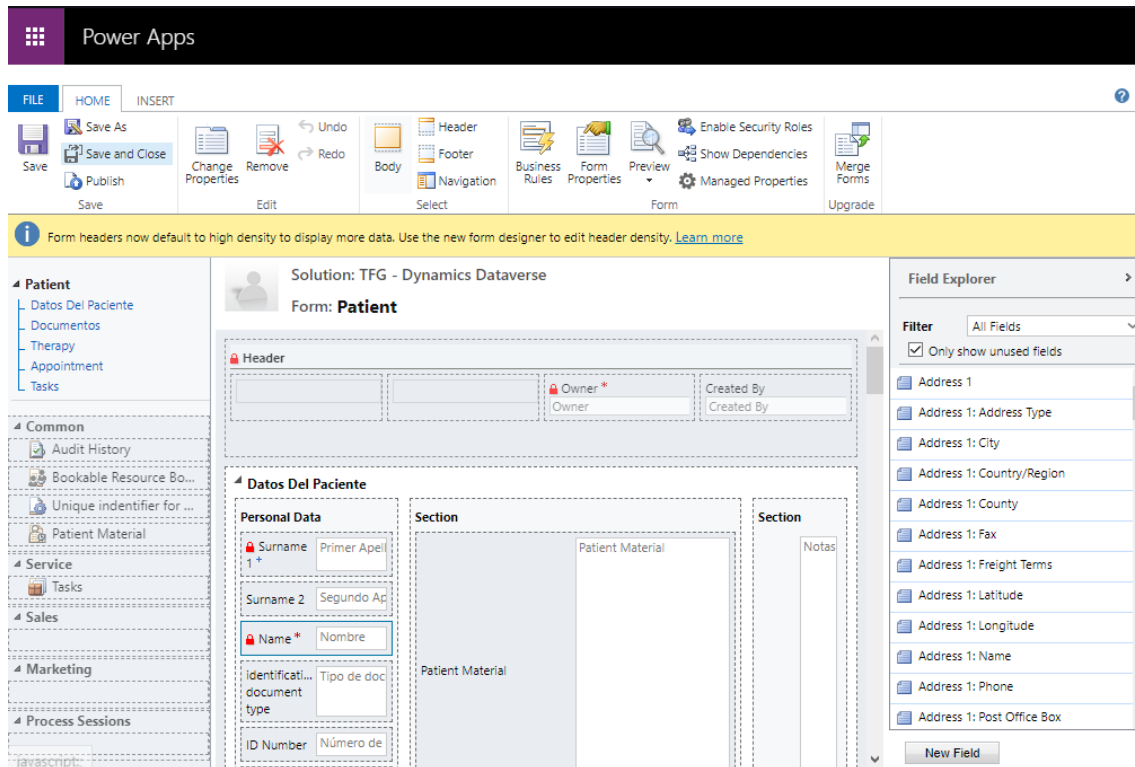 Power Apps
FILE HOME INSERT
Save
Save As
Save and Close
Publish
Save
Change Properties
Remove
Undo
Redo
Edit
Body
Header
Footer
Navigation
Select
Business Rules
Form Properties
Preview
Enable Security Roles
Show Dependencies
Managed Properties
Form
Merge Forms
Upgrade
Form headers now default to high density to display more data. Use the new form designer to edit header density. Learn more
Patient
Datos Del Paciente
Documentos
Therapy
Appointment
Tasks
Common
Audit History
Bookable Resource Bo...
Unique indentifier for ...
Patient Material
Service
Tasks
Sales
Marketing
Process Sessions
javascript:
Solution: TFG - Dynamics Dataverse
Form: Patient
Header
Owner *
Owner
Created By
Created By
Datos Del Paciente
Personal Data
Surname 1 +
Primer Apell
Surname 2
Segundo Ap
Name *
Nombre
identificati... document type
Tipo de doc
ID Number
Número de
Section
Patient Material
Patient Material
Section
Notas
Field Explorer
Filter
All Fields
Only show unused fields
Address 1
Address 1: Address Type
Address 1: City
Address 1: Country/Region
Address 1: County
Address 1: Fax
Address 1: Freight Terms
Address 1: Latitude
Address 1: Longitude
Address 1: Name
Address 1: Phone
Address 1: Post Office Box
New Field